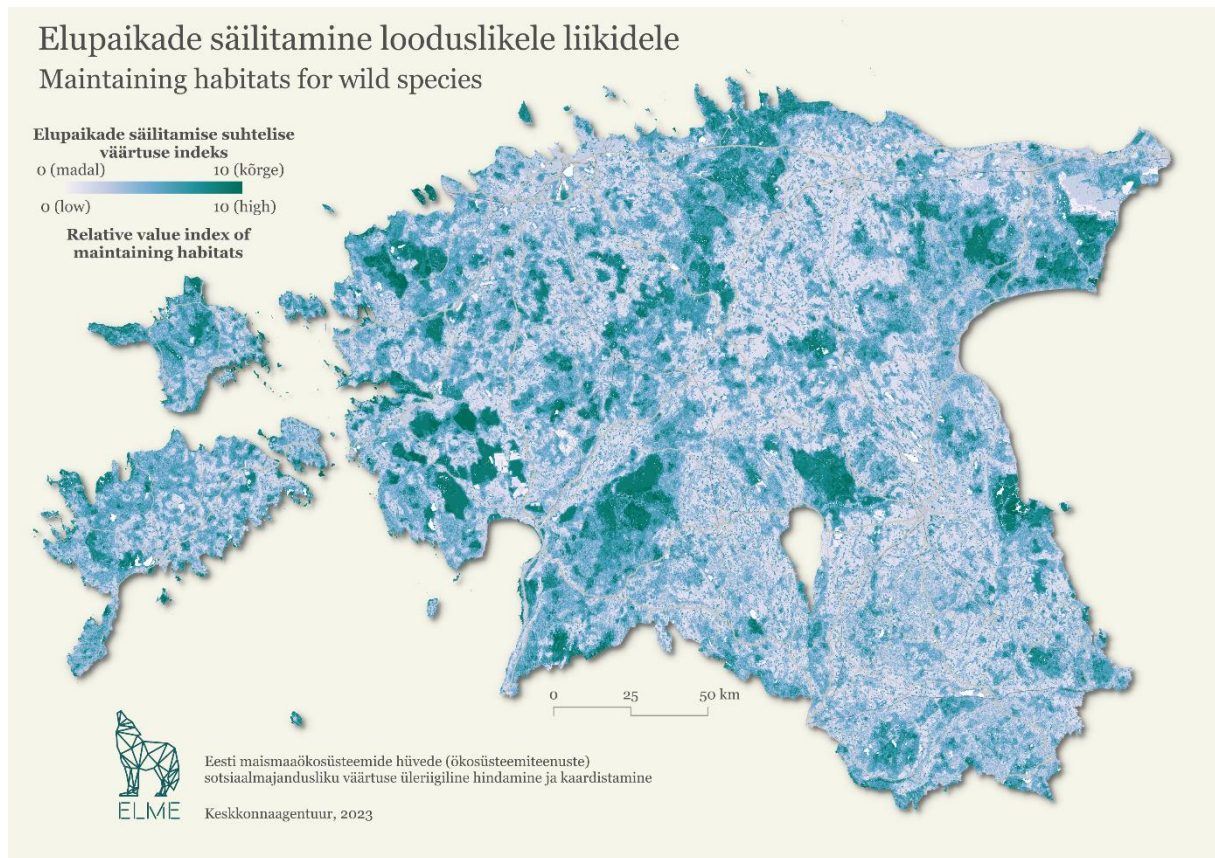 Elupaikade säilitamine looduslikele liikidele
Maintaining habitats for wild species
Elupaikade säilitamise suhtelise
väärtuse indeks
0 (madal) 10 (kõrge)
0 (low) 10 (high)
Relative value index of
maintaining habitats
0 25 50 km
Eesti maismaaökosüsteemide hüvede (ökosüsteemiteenuste)
sotsiaalmajandusliku väärtuse üleriigiline hindamine ja kaardistamine
ELME
Keskkonnaagentuur, 2023